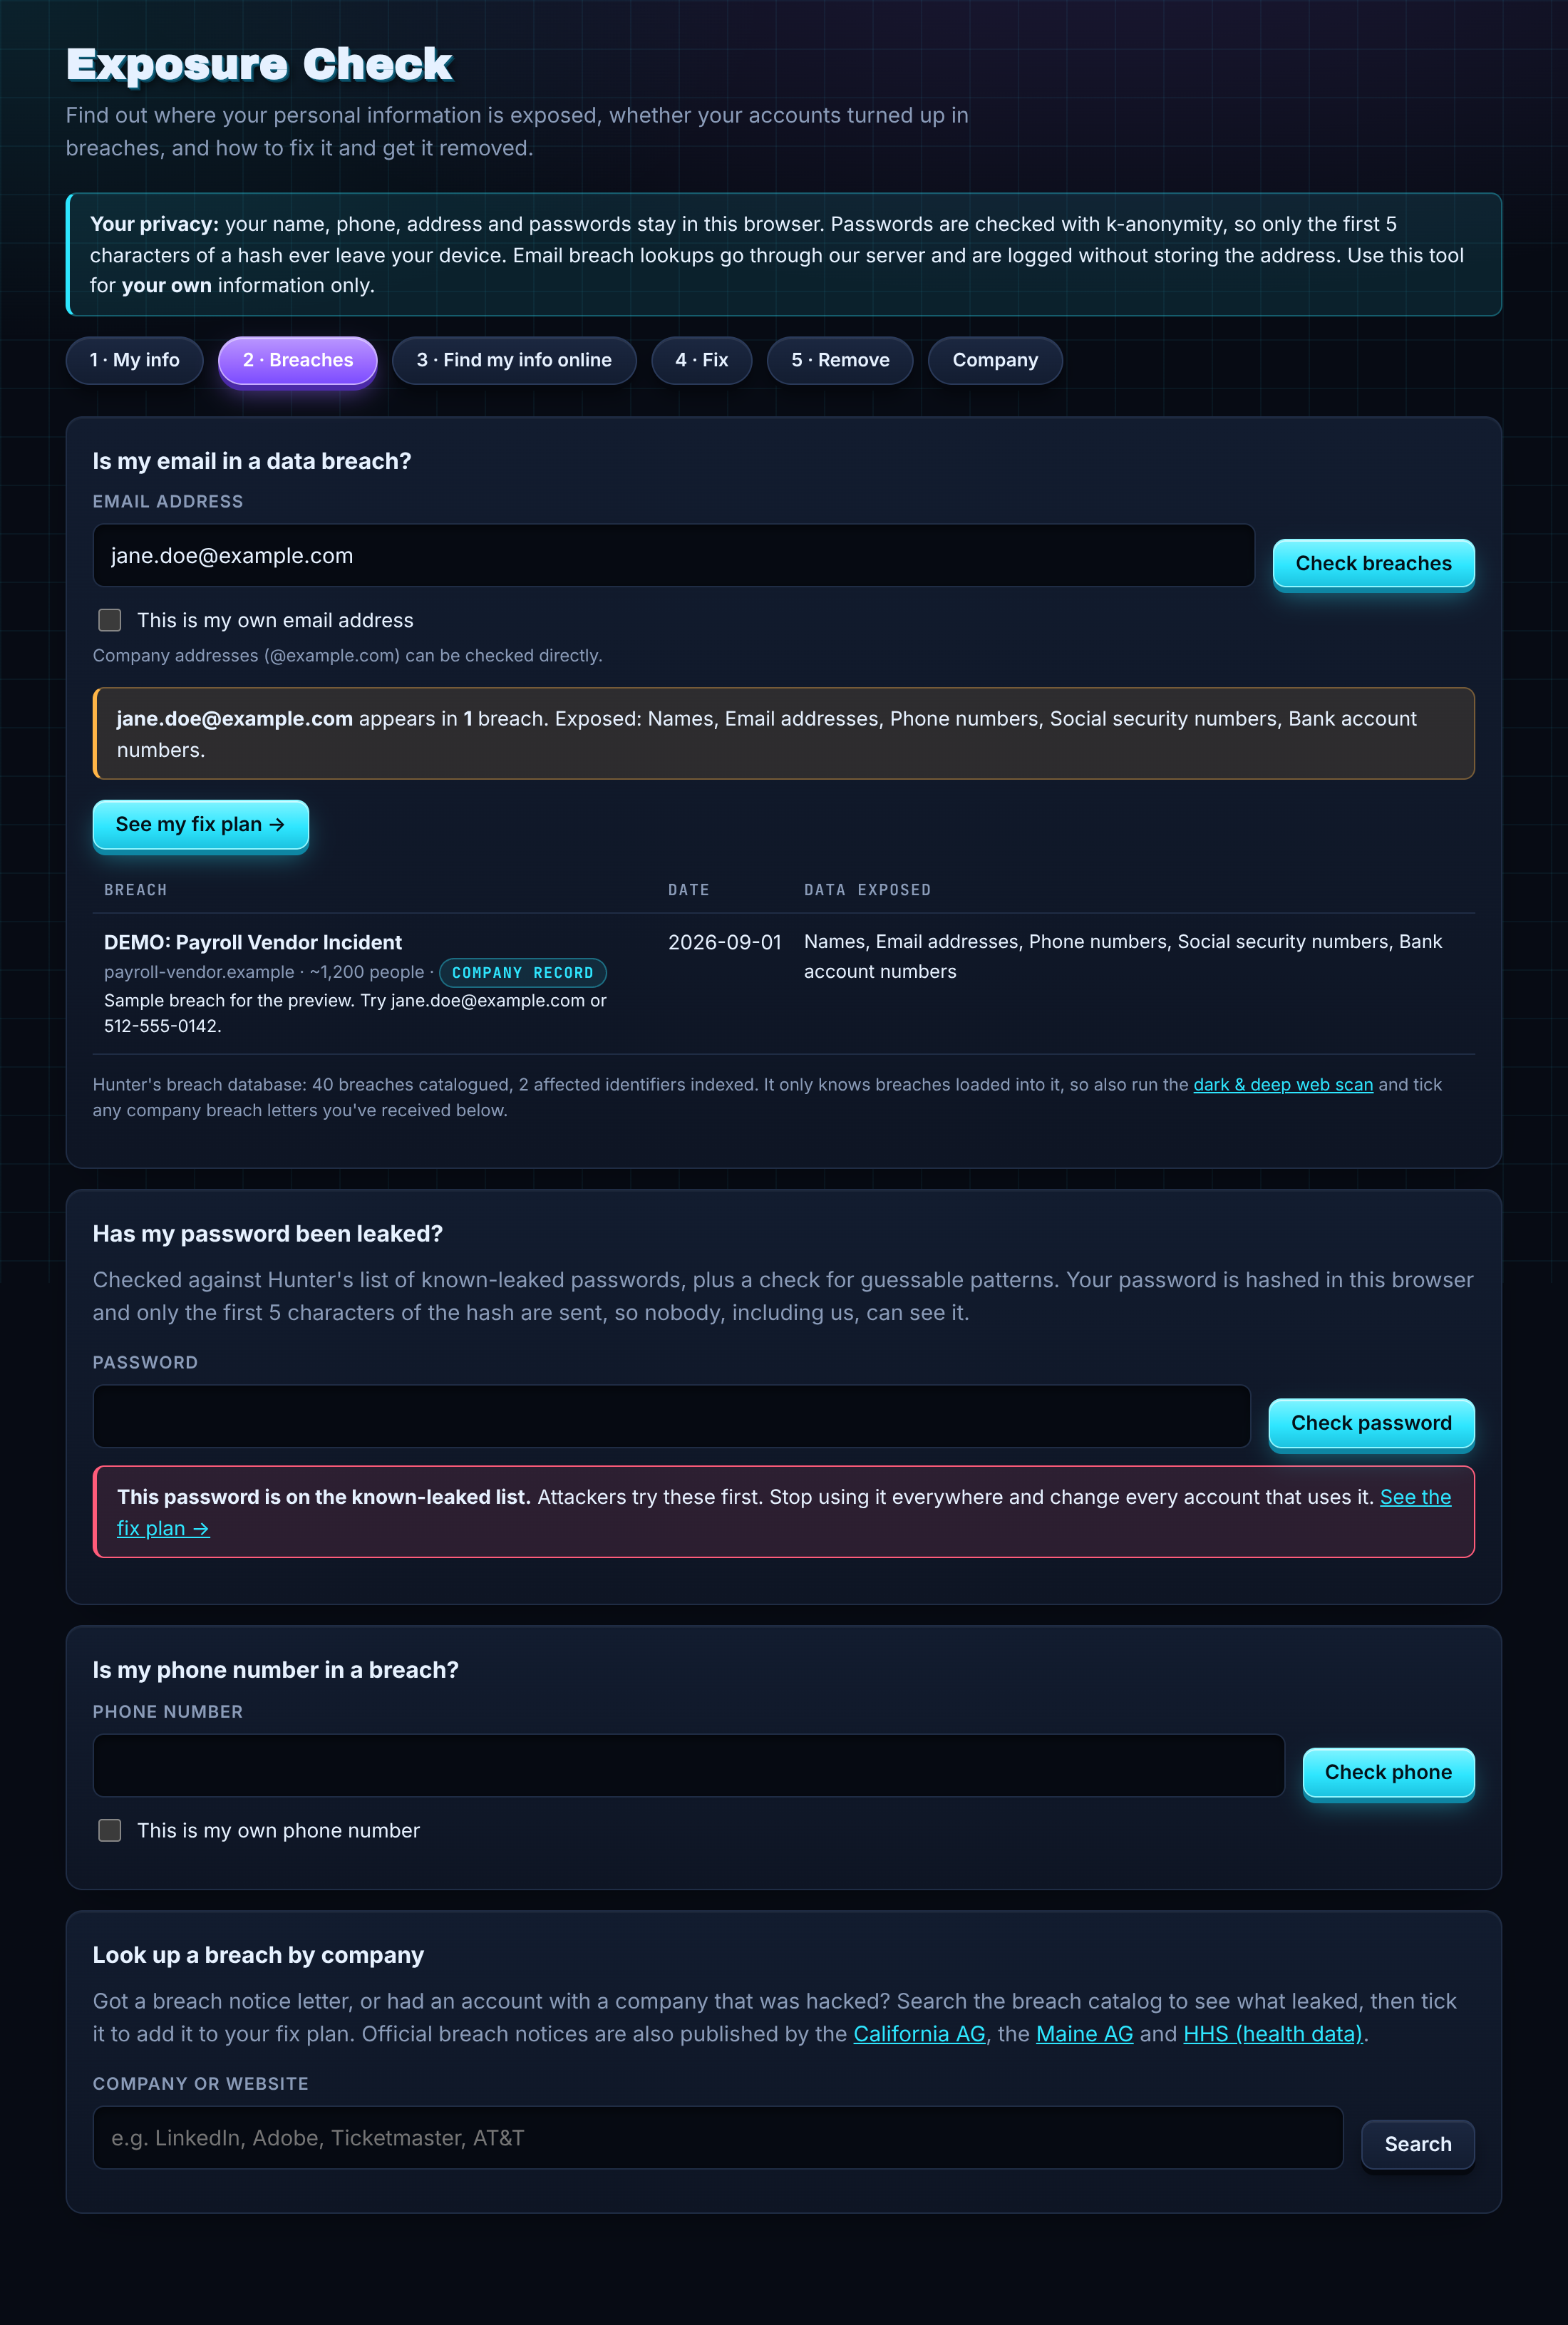 Exposure Check
Find out where your personal information is exposed, whether your accounts turned up in
breaches, and how to fix it and get it removed.
Your privacy: your name, phone, address and passwords stay in this browser. Passwords are checked with k-anonymity, so only the first 5
characters of a hash ever leave your device. Email breach lookups go through our server and are logged without storing the address. Use this tool
for your own information only.
1 · My info
2 · Breaches
3 · Find my info online
4 · Fix
5 · Remove
Company
Is my email in a data breach?
EMAIL ADDRESS
jane.doe@example.com
Check breaches
This is my own email address
Company addresses (@example.com) can be checked directly.
jane.doe@example.com appears in 1 breach. Exposed: Names, Email addresses, Phone numbers, Social security numbers, Bank account
numbers.
See my fix plan →
BREACH DATE DATA EXPOSED
DEMO: Payroll Vendor Incident 2026-09-01 Names, Email addresses, Phone numbers, Social security numbers, Bank
payroll-vendor.example · ~1,200 people · COMPANY RECORD account numbers
Sample breach for the preview. Try jane.doe@example.com or
512-555-0142.
Hunter's breach database: 40 breaches catalogued, 2 affected identifiers indexed. It only knows breaches loaded into it, so also run the dark & deep web scan and tick
any company breach letters you've received below.
Has my password been leaked?
Checked against Hunter's list of known-leaked passwords, plus a check for guessable patterns. Your password is hashed in this browser
and only the first 5 characters of the hash are sent, so nobody, including us, can see it.
PASSWORD
Check password
This password is on the known-leaked list. Attackers try these first. Stop using it everywhere and change every account that uses it. See the
fix plan →
Is my phone number in a breach?
PHONE NUMBER
Check phone
This is my own phone number
Look up a breach by company
Got a breach notice letter, or had an account with a company that was hacked? Search the breach catalog to see what leaked, then tick
it to add it to your fix plan. Official breach notices are also published by the California AG, the Maine AG and HHS (health data).
COMPANY OR WEBSITE
e.g. LinkedIn, Adobe, Ticketmaster, AT&T
Search